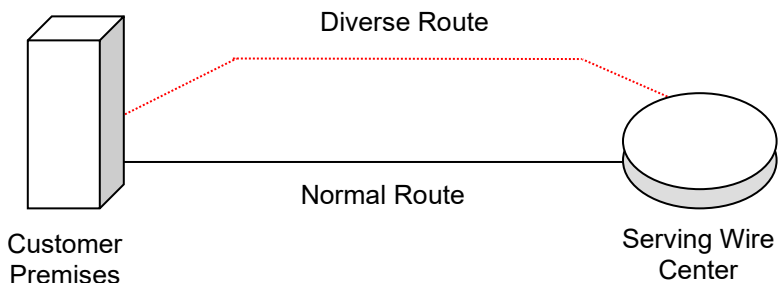 Diverse Route
Normal Route
Customer
Premises
Serving Wire
Center